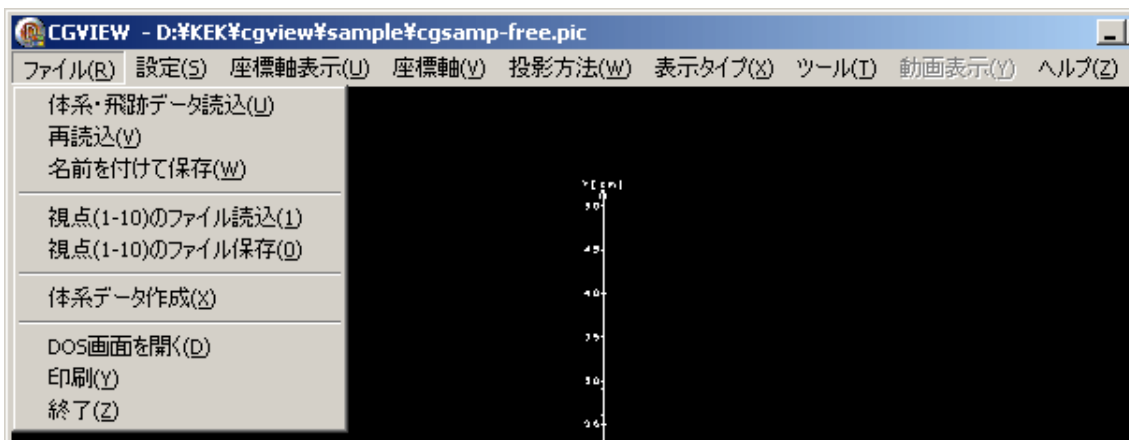 CGVIEW - D:¥KEK¥cgview¥sample¥cgsamp-free.pic
ファイル(R) 設定(S) 座標軸表示(U) 座標軸(V) 投影方法(W) 表示タイプ(X) ツール(T) 動画表示(Y) ヘルプ(Z)
体系・飛跡データ読込(U)
再読込(V)
名前を付けて保存(W)
視点(1-10)のファイル読込(1)
視点(1-10)のファイル保存(0)
体系データ作成(X)
DOS画面を開く(D)
印刷(Y)
終了(Z)
Y[cm]
45
40